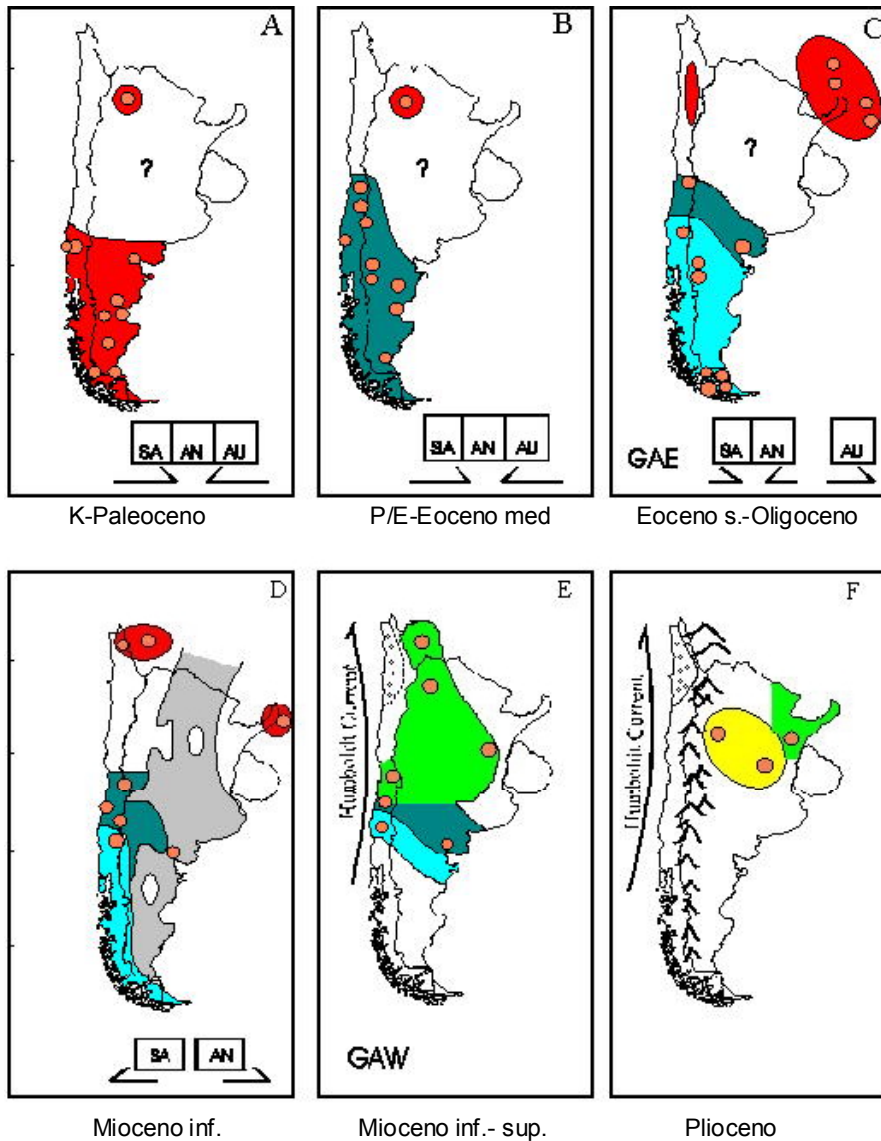 A
?
SA AN AU
K-Paleoceno
B
?
SA AN AU
P/E-Eoceno med
C
?
GAE
SA AN AU
Eoceno s.-Oligoceno
D
SA AN
Mioceno inf.
E
Humboldt Current
GAW
Mioceno inf.- sup.
F
Humboldt Current
Plioceno